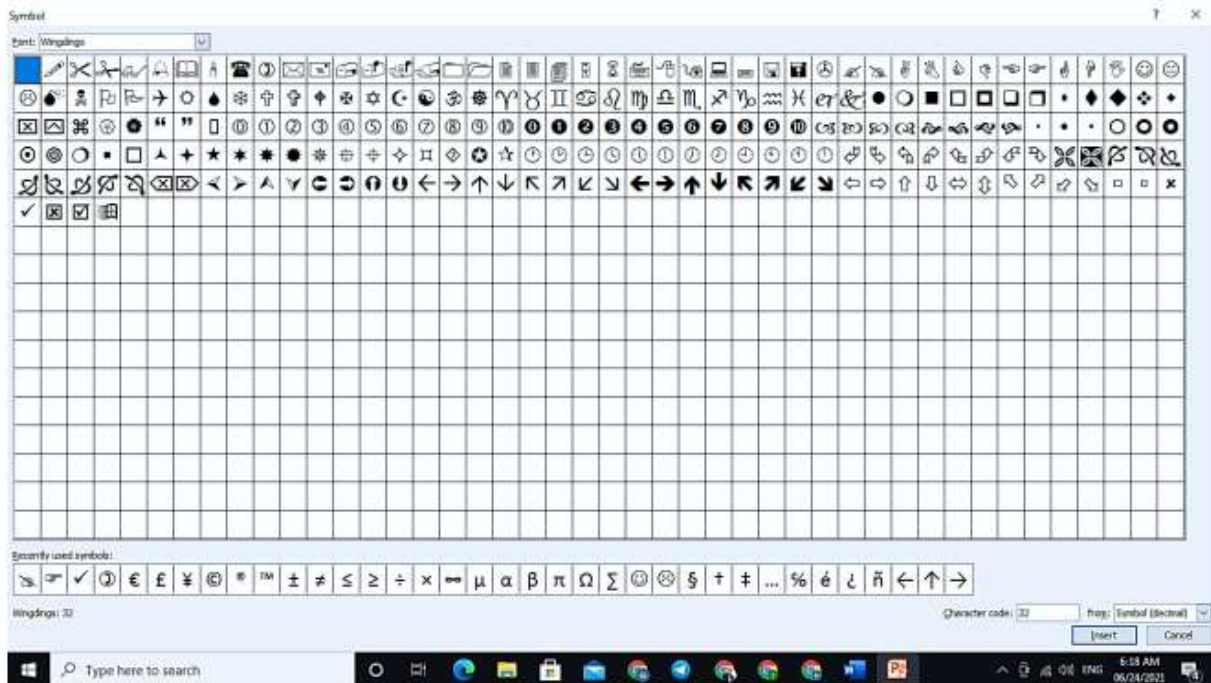 Symbol
Font: Wingdings
Recently used symbols:
✓ € £ ¥ © ® ™ ± ≠ ≤ ≥ ÷ × ∞ µ α β π Ω Σ ☺ ☹ § † ‡ … % é ¿ ñ ← ↑ →
Wingdings: 32
Character code: 32
from: Symbol (decimal)
Insert
Cancel
Type here to search
ENG
6:18 AM
06/24/2021